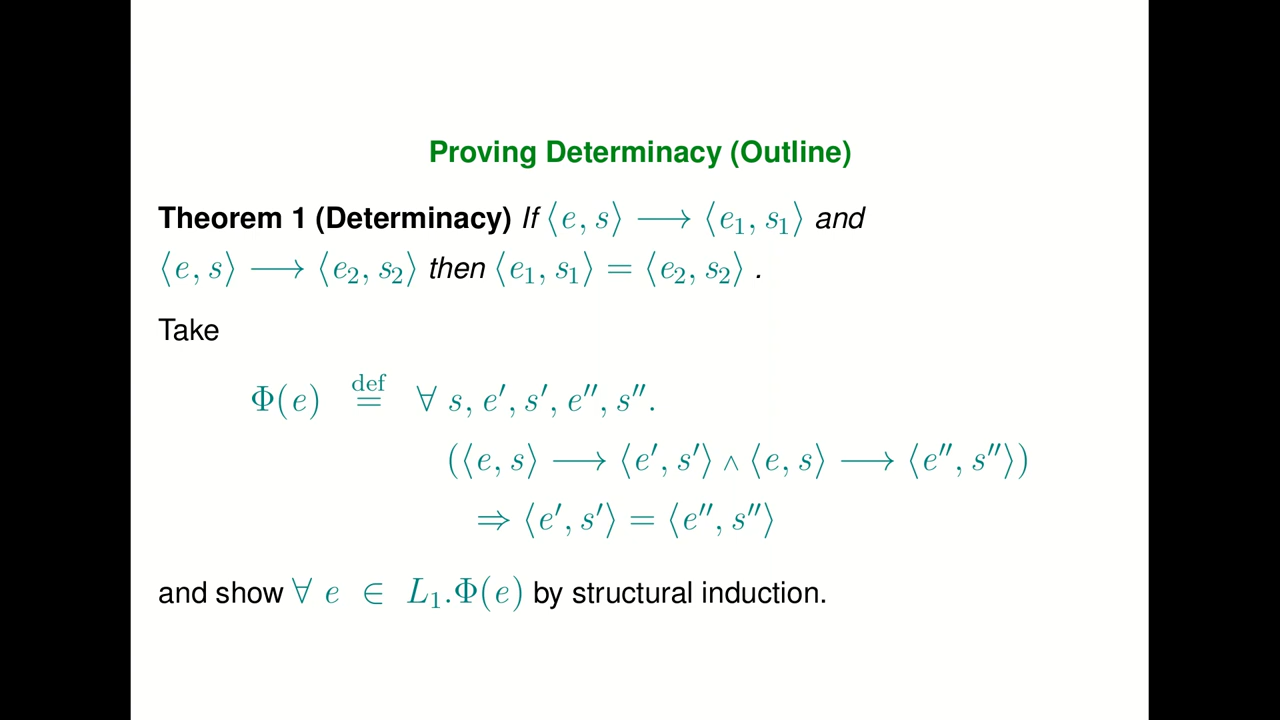 Proving Determinacy (Outline)
Theorem 1 (Determinacy) If ⟨e, s⟩ ⟶ ⟨e₁, s₁⟩ and
⟨e, s⟩ ⟶ ⟨e₂, s₂⟩ then ⟨e₁, s₁⟩ = ⟨e₂, s₂⟩ .
Take
Φ(e) def= ∀ s, e′, s′, e″, s″.
(⟨e, s⟩ ⟶ ⟨e′, s′⟩ ∧ ⟨e, s⟩ ⟶ ⟨e″, s″⟩)
⇒ ⟨e′, s′⟩ = ⟨e″, s″⟩
and show ∀ e ∈ L₁.Φ(e) by structural induction.